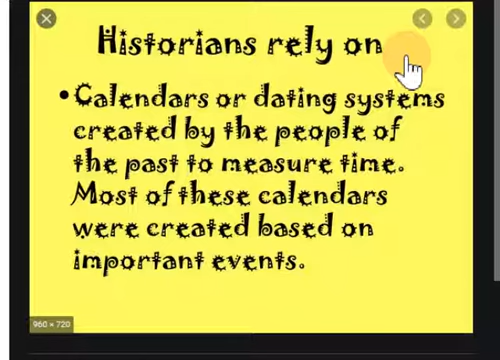 Historians rely on
•Calendars or dating systems
created by the people of
the past to measure time.
Most of these calendars
were created based on
important events.
960 × 720